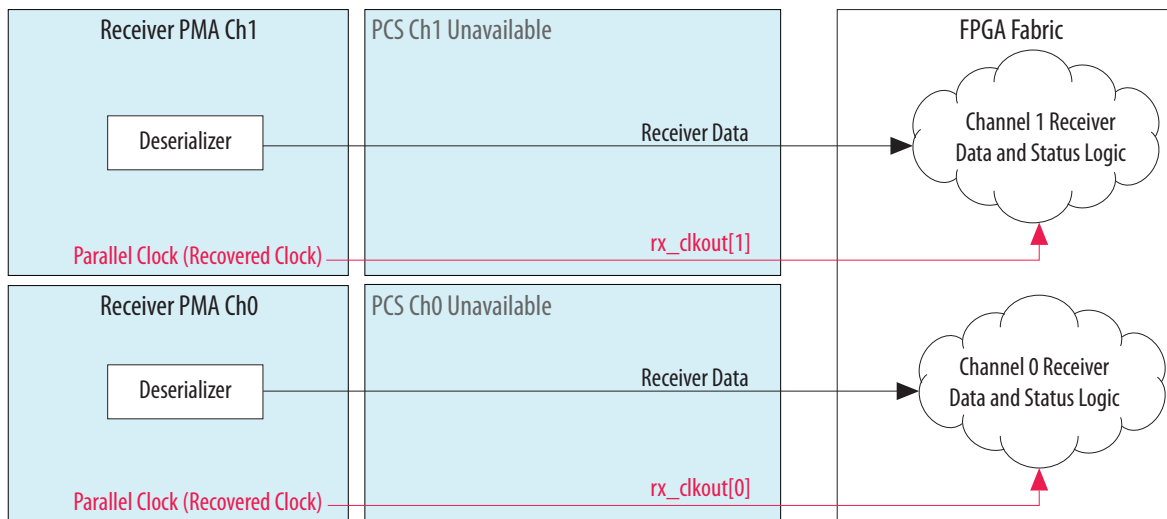 Receiver PMA Ch1
PCS Ch1 Unavailable
FPGA Fabric
Deserializer
Receiver Data
Channel 1 Receiver
Data and Status Logic
Parallel Clock (Recovered Clock)
rx_clkout[1]
Receiver PMA Ch0
PCS Ch0 Unavailable
Deserializer
Receiver Data
Channel 0 Receiver
Data and Status Logic
Parallel Clock (Recovered Clock)
rx_clkout[0]